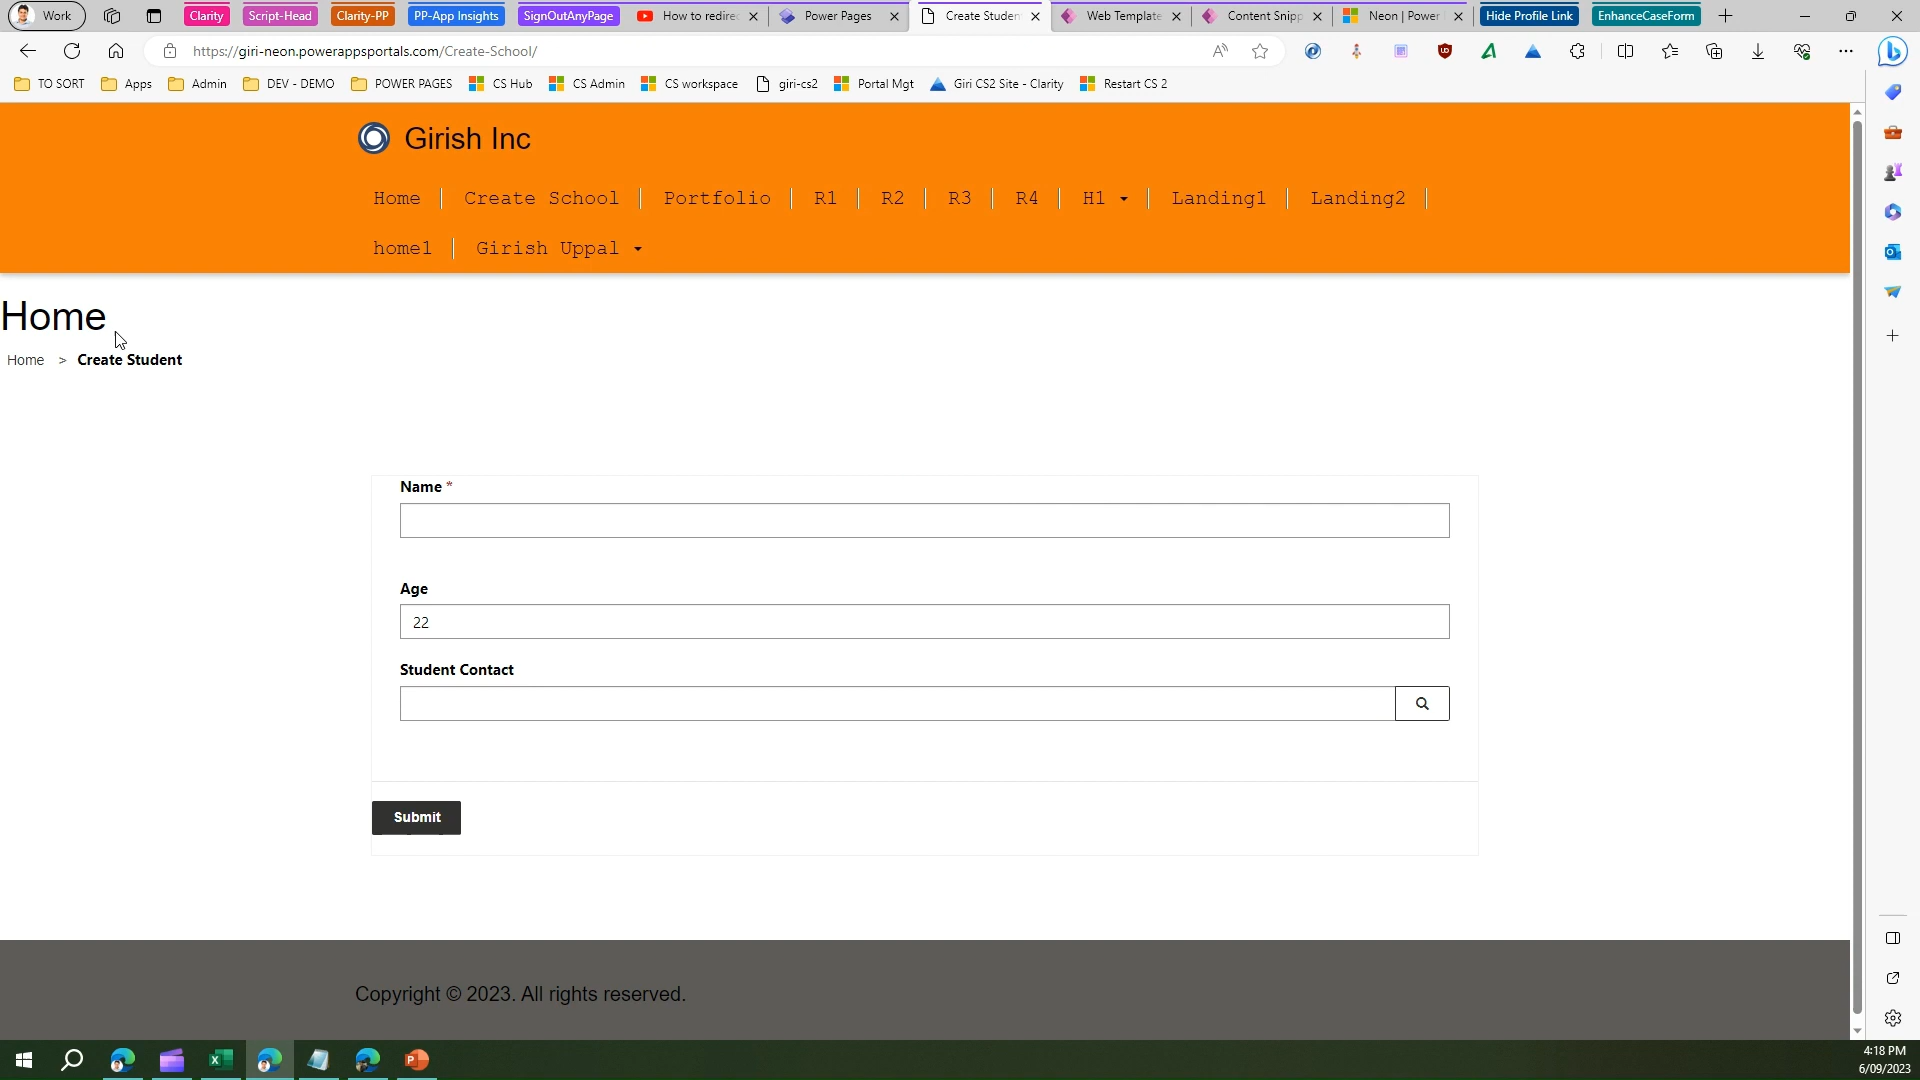 Work
Clarity
Script-Head
Clarity-PP
PP-App Insights
SignOutAnyPage
How to redirec
Power Pages
Create Studen
Web Template
Content Snipp
Neon | Power
Hide Profile Link
EnhanceCaseForm
https://giri-neon.powerappsportals.com/Create-School/
TO SORT
Apps
Admin
DEV - DEMO
POWER PAGES
CS Hub
CS Admin
CS workspace
giri-cs2
Portal Mgt
Giri CS2 Site - Clarity
Restart CS 2
Girish Inc
Home
Create School
Portfolio
R1
R2
R3
R4
H1
Landing1
Landing2
home1
Girish Uppal
Home
Home > Create Student
Name *
Age
22
Student Contact
Submit
Copyright © 2023. All rights reserved.
4:18 PM
6/09/2023